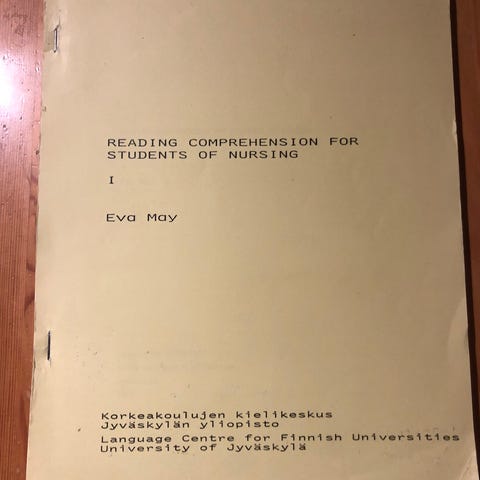 READING COMPREHENSION FOR
STUDENTS OF NURSING
I
Eva May
Korkeakoulujen kielikeskus
Jyväskylän yliopisto
Language Centre for Finnish Universities
University of Jyväskylä